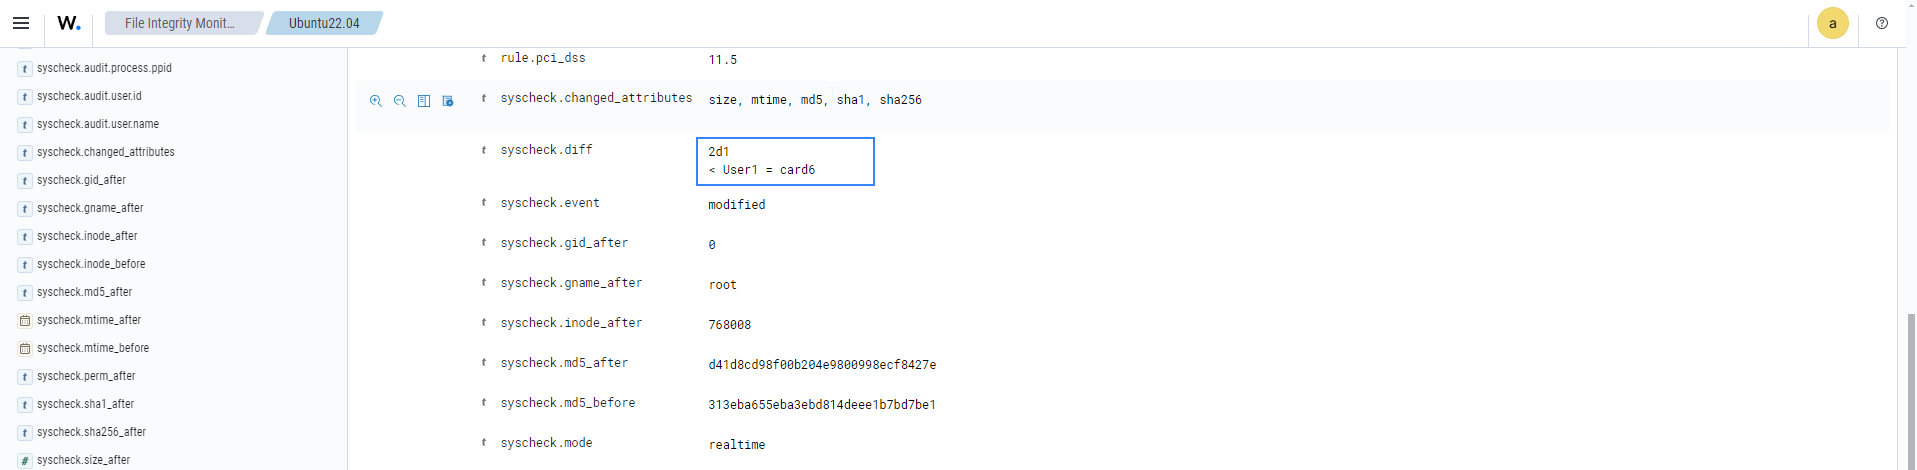 W. File Integrity Monit... Ubuntu22.04 a
syscheck.audit.process.ppid
syscheck.audit.user.id
syscheck.audit.user.name
syscheck.changed_attributes
syscheck.gid_after
syscheck.gname_after
syscheck.inode_after
syscheck.inode_before
syscheck.md5_after
syscheck.mtime_after
syscheck.mtime_before
syscheck.perm_after
syscheck.sha1_after
syscheck.sha256_after
# syscheck.size_after
t rule.pci_dss 11.5
t syscheck.changed_attributes size, mtime, md5, sha1, sha256
t syscheck.diff 2d1
< User1 = card6
t syscheck.event modified
t syscheck.gid_after 0
t syscheck.gname_after root
t syscheck.inode_after 768008
t syscheck.md5_after d41d8cd98f00b204e9800998ecf8427e
t syscheck.md5_before 313eba655eba3ebd814deee1b7bd7be1
t syscheck.mode realtime